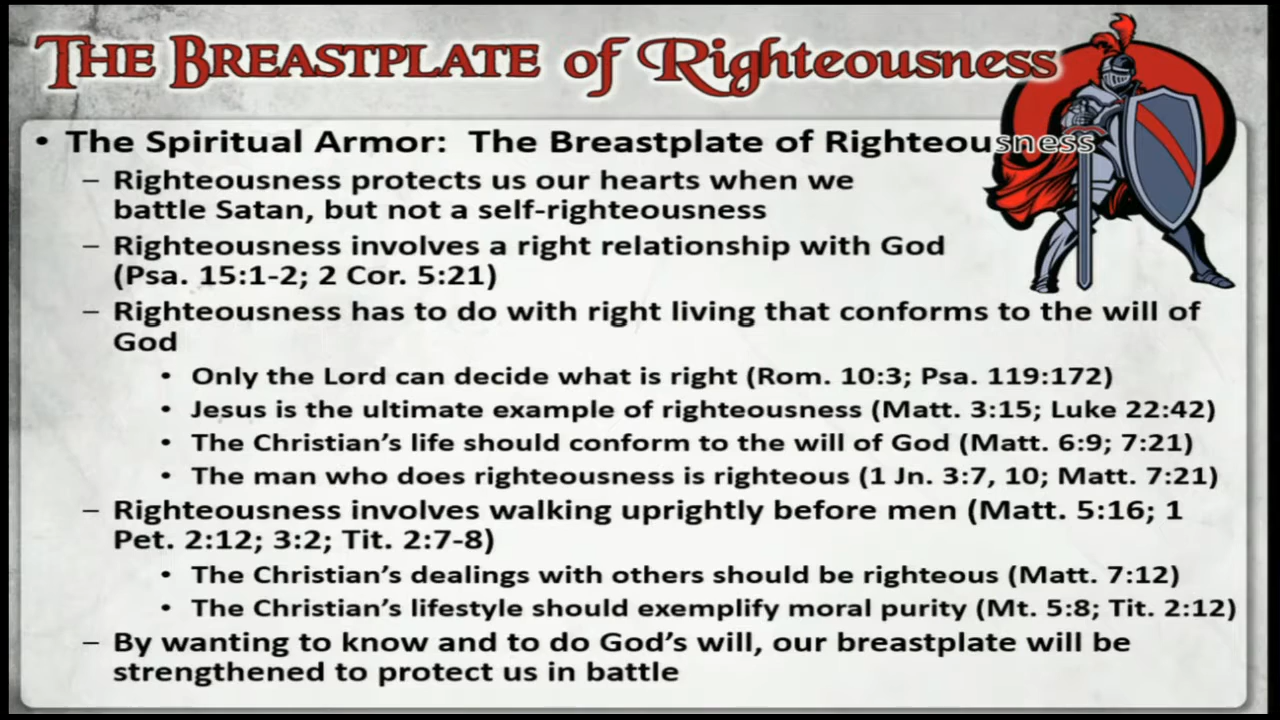 The Breastplate of Righteousness
• The Spiritual Armor: The Breastplate of Righteousness
– Righteousness protects us our hearts when we
battle Satan, but not a self-righteousness
– Righteousness involves a right relationship with God
(Psa. 15:1-2; 2 Cor. 5:21)
– Righteousness has to do with right living that conforms to the will of
God
• Only the Lord can decide what is right (Rom. 10:3; Psa. 119:172)
• Jesus is the ultimate example of righteousness (Matt. 3:15; Luke 22:42)
• The Christian’s life should conform to the will of God (Matt. 6:9; 7:21)
• The man who does righteousness is righteous (1 Jn. 3:7, 10; Matt. 7:21)
– Righteousness involves walking uprightly before men (Matt. 5:16; 1
Pet. 2:12; 3:2; Tit. 2:7-8)
• The Christian’s dealings with others should be righteous (Matt. 7:12)
• The Christian’s lifestyle should exemplify moral purity (Mt. 5:8; Tit. 2:12)
– By wanting to know and to do God’s will, our breastplate will be
strengthened to protect us in battle